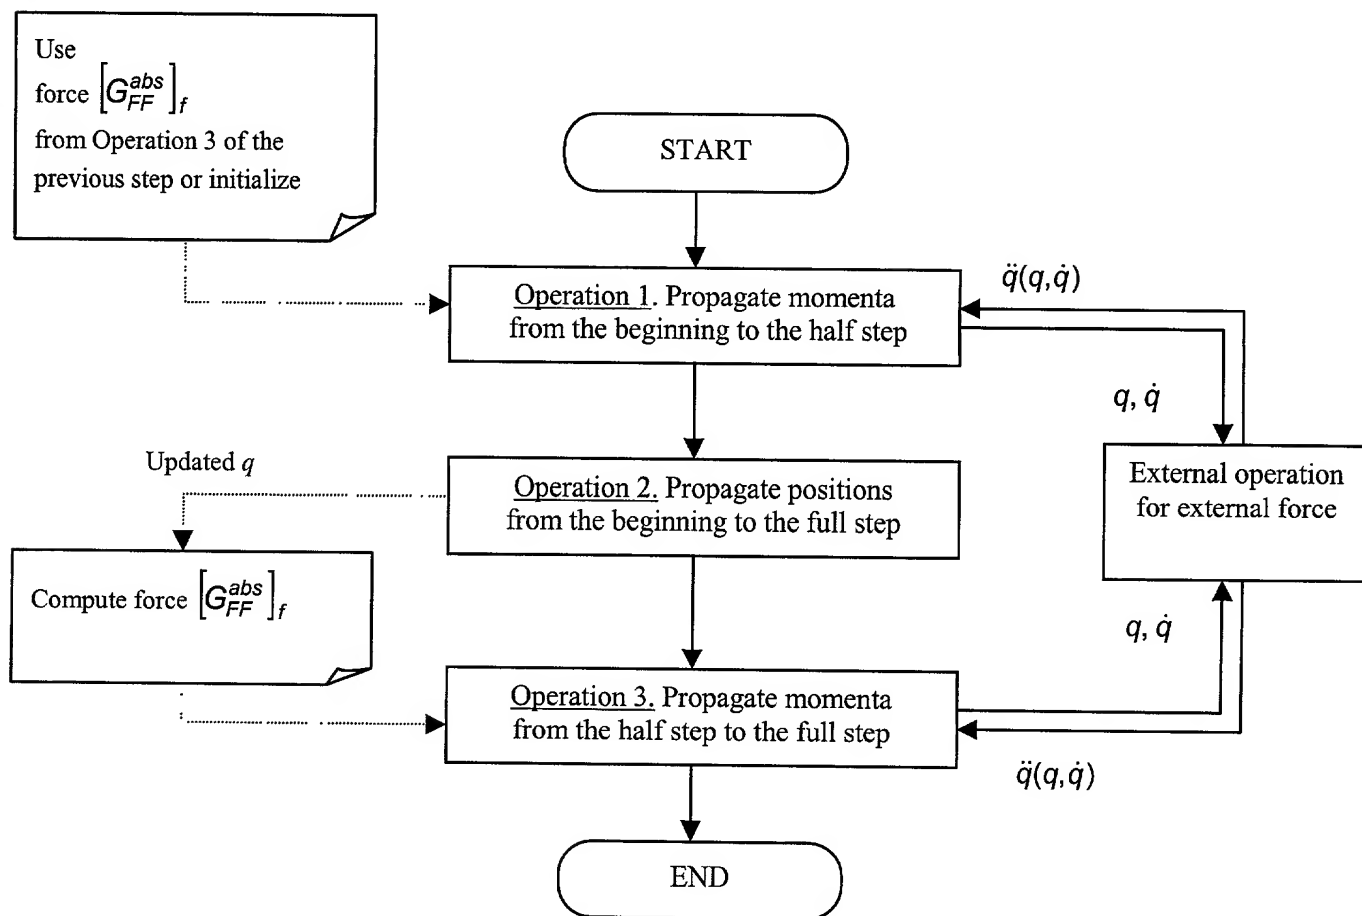 Use
force [G_FF^abs]_f
from Operation 3 of the
previous step or initialize
START
Operation 1. Propagate momenta
from the beginning to the half step
q̈(q,q̇)
q, q̇
Updated q
Operation 2. Propagate positions
from the beginning to the full step
External operation
for external force
Compute force [G_FF^abs]_f
q, q̇
Operation 3. Propagate momenta
from the half step to the full step
q̈(q,q̇)
END